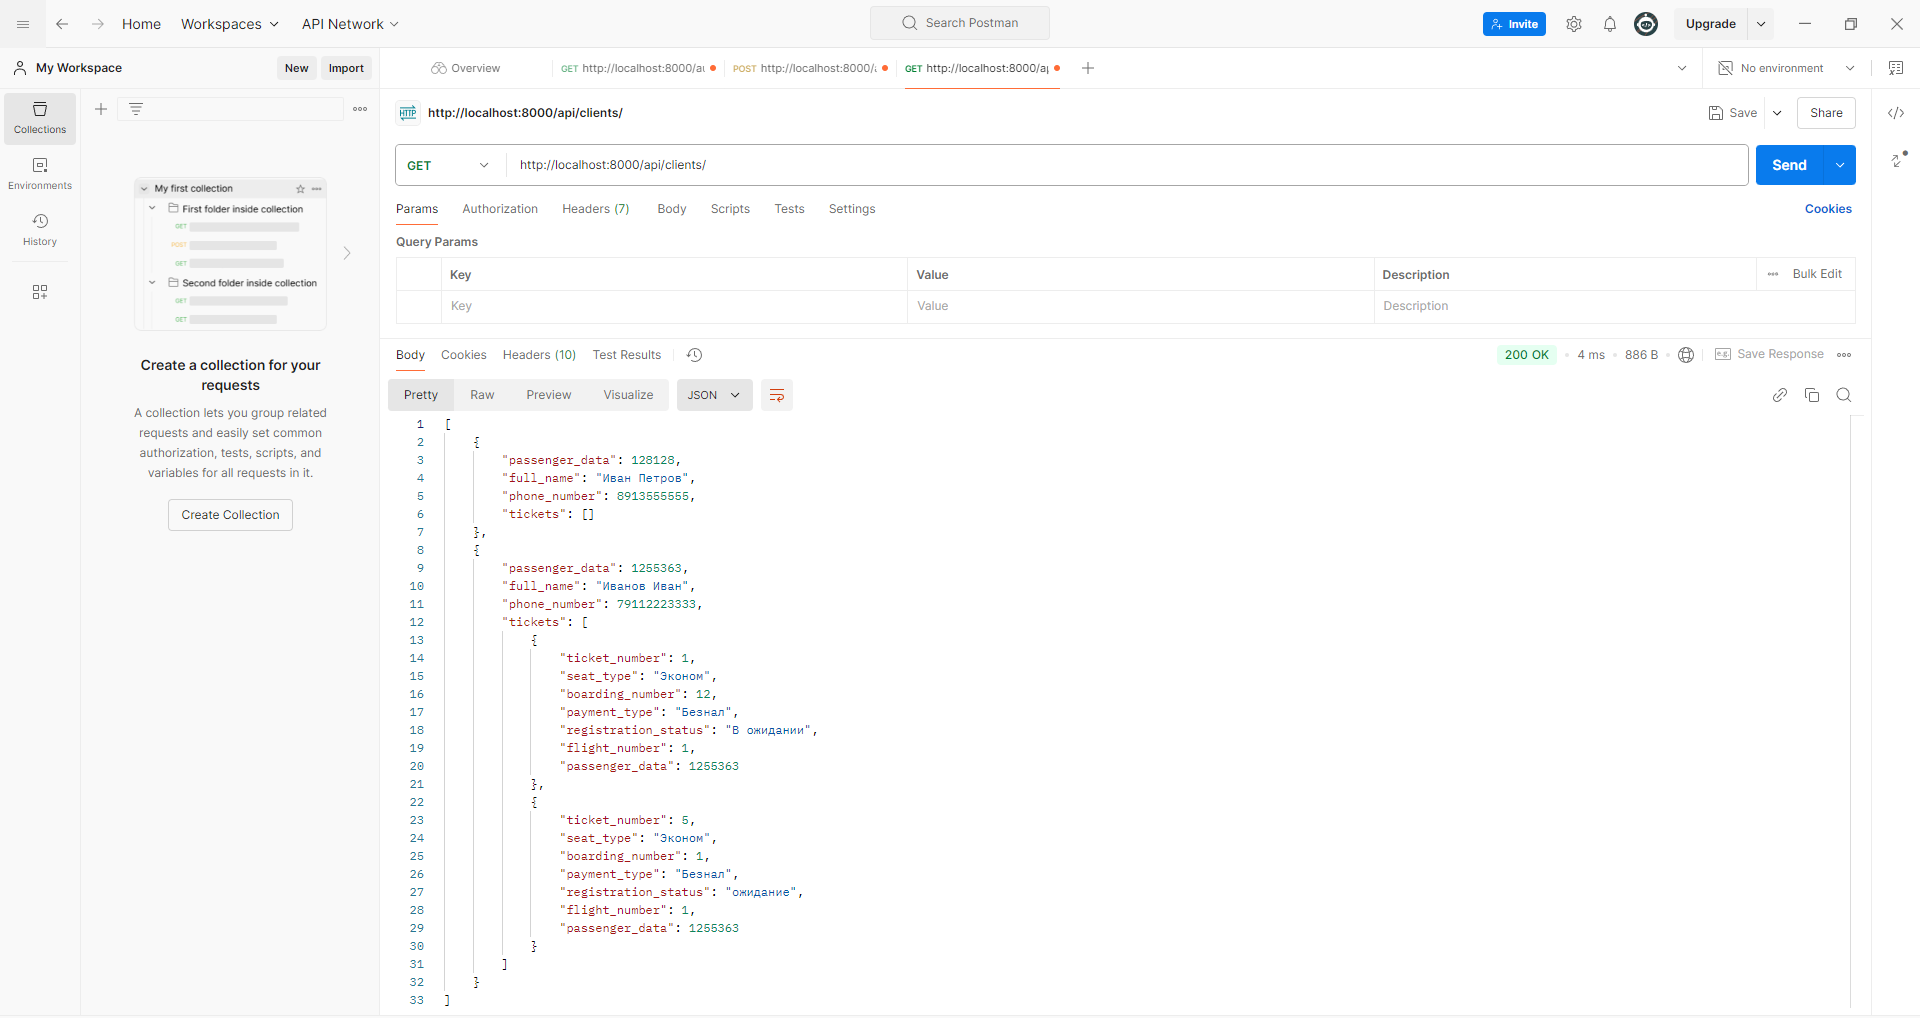 Home
Workspaces
API Network
Search Postman
Invite
Upgrade
My Workspace
New
Import
Overview
GET http://localhost:8000/au
POST http://localhost:8000/a
GET http://localhost:8000/ap
No environment
Collections
Environments
History
My first collection
First folder inside collection
GET
POST
GET
Second folder inside collection
GET
GET
Create a collection for your
requests
A collection lets you group related
requests and easily set common
authorization, tests, scripts, and
variables for all requests in it.
Create Collection
HTTP http://localhost:8000/api/clients/
Save
Share
GET
http://localhost:8000/api/clients/
Send
Params Authorization Headers (7) Body Scripts Tests Settings
Cookies
Query Params
Key Value Description Bulk Edit
Key Value Description
Body Cookies Headers (10) Test Results
200 OK 4 ms 886 B e.g. Save Response
Pretty Raw Preview Visualize JSON
1 [
2 {
3 "passenger_data": 128128,
4 "full_name": "Иван Петров",
5 "phone_number": 8913555555,
6 "tickets": []
7 },
8 {
9 "passenger_data": 1255363,
10 "full_name": "Иванов Иван",
11 "phone_number": 79112223333,
12 "tickets": [
13 {
14 "ticket_number": 1,
15 "seat_type": "Эконом",
16 "boarding_number": 12,
17 "payment_type": "Безнал",
18 "registration_status": "В ожидании",
19 "flight_number": 1,
20 "passenger_data": 1255363
21 },
22 {
23 "ticket_number": 5,
24 "seat_type": "Эконом",
25 "boarding_number": 1,
26 "payment_type": "Безнал",
27 "registration_status": "ожидание",
28 "flight_number": 1,
29 "passenger_data": 1255363
30 }
31 ]
32 }
33 ]